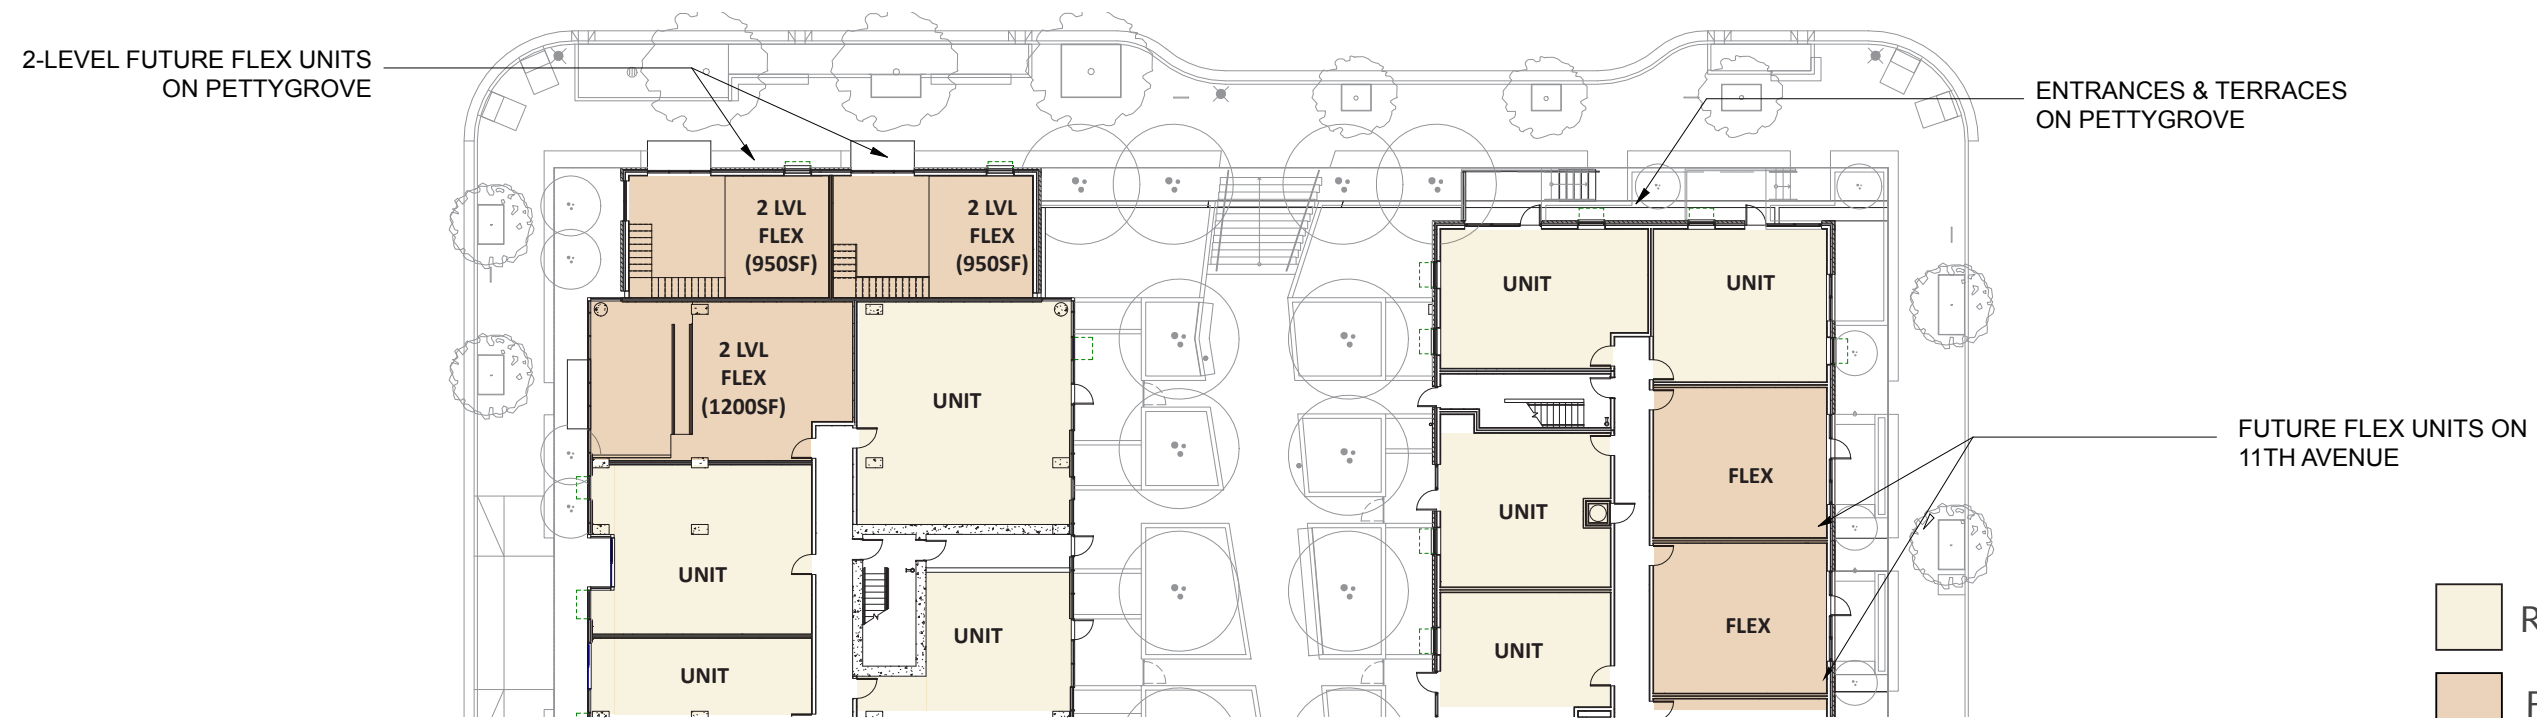 2-LEVEL FUTURE FLEX UNITS
ON PETTYGROVE
ENTRANCES & TERRACES
ON PETTYGROVE
2 LVL
FLEX
(950SF)
2 LVL
FLEX
(950SF)
UNIT
UNIT
2 LVL
FLEX
(1200SF)
UNIT
FUTURE FLEX UNITS ON
11TH AVENUE
FLEX
UNIT
UNIT
FLEX
UNIT
UNIT
UNIT
R